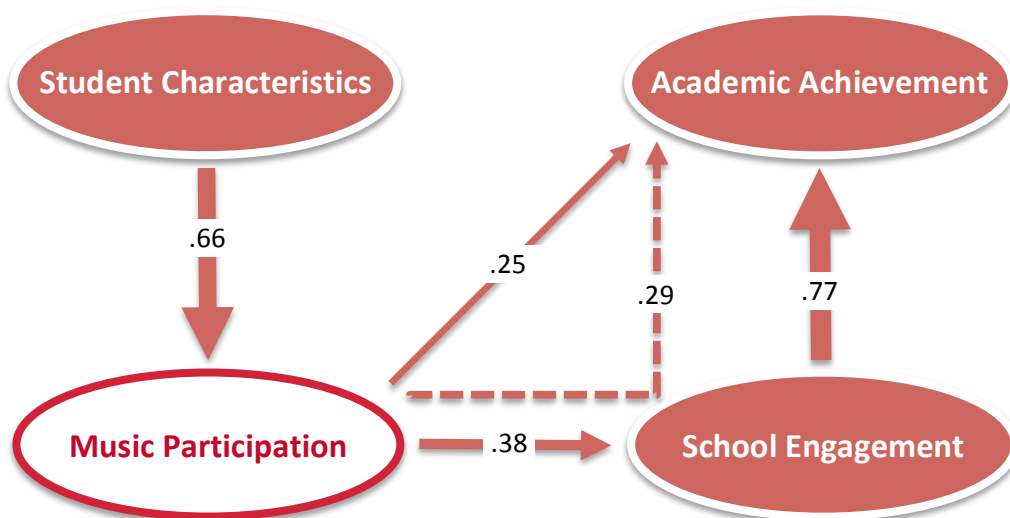 Student Characteristics
Academic Achievement
.66
.25
.29
.77
Music Participation
.38
School Engagement